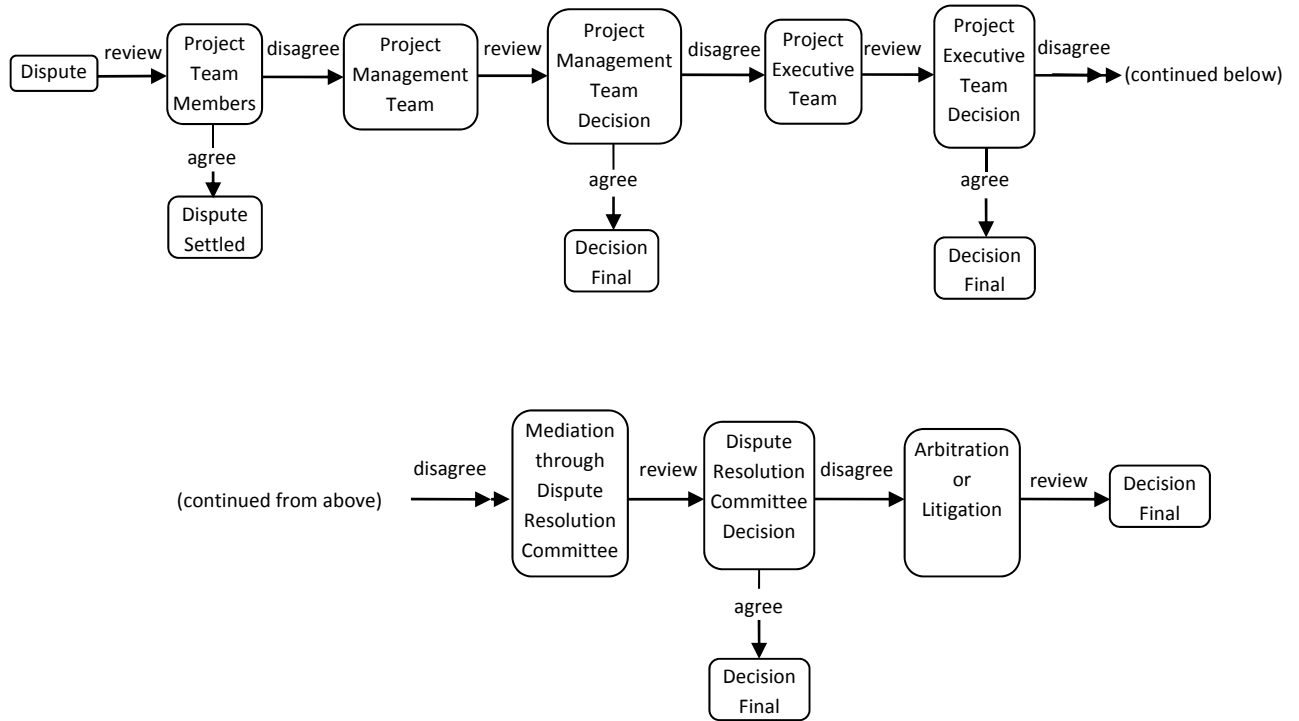 Dispute
review
Project
Team
Members
disagree
Project
Management
Team
review
Project
Management
Team
Decision
disagree
Project
Executive
Team
review
Project
Executive
Team
Decision
disagree
(continued below)
agree
Dispute
Settled
agree
Decision
Final
agree
Decision
Final
(continued from above)
disagree
Mediation
through
Dispute
Resolution
Committee
review
Dispute
Resolution
Committee
Decision
disagree
Arbitration
or
Litigation
review
Decision
Final
agree
Decision
Final